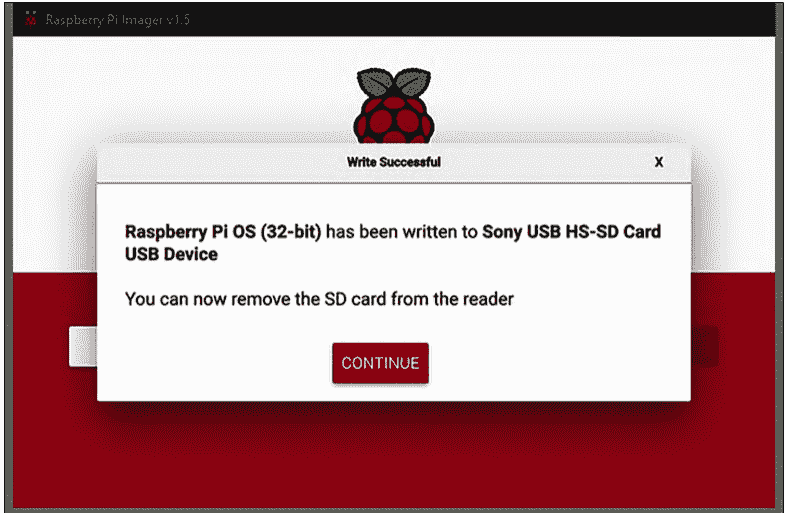 Raspberry Pi Imager v1.5
Write Successful X
Raspberry Pi OS (32-bit) has been written to Sony USB HS-SD Card
USB Device
You can now remove the SD card from the reader
CONTINUE